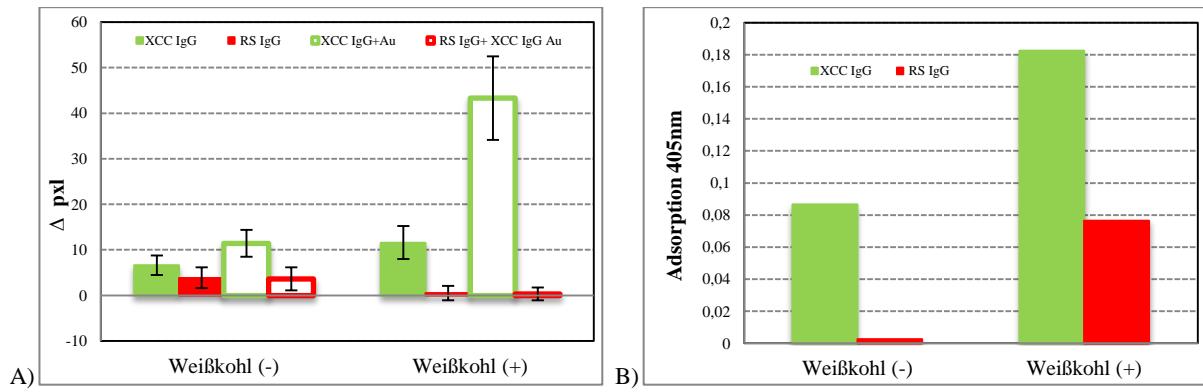 60
50
40
30
20
10
0
-10
Δ pxl
XCC IgG RS IgG XCC IgG+Au RS IgG+ XCC IgG Au
Weißkohl (-) Weißkohl (+)
A)
0,2
0,18
0,16
0,14
0,12
0,1
0,08
0,06
0,04
0,02
0
Adsorption 405nm
XCC IgG RS IgG
Weißkohl (-) Weißkohl (+)
B)